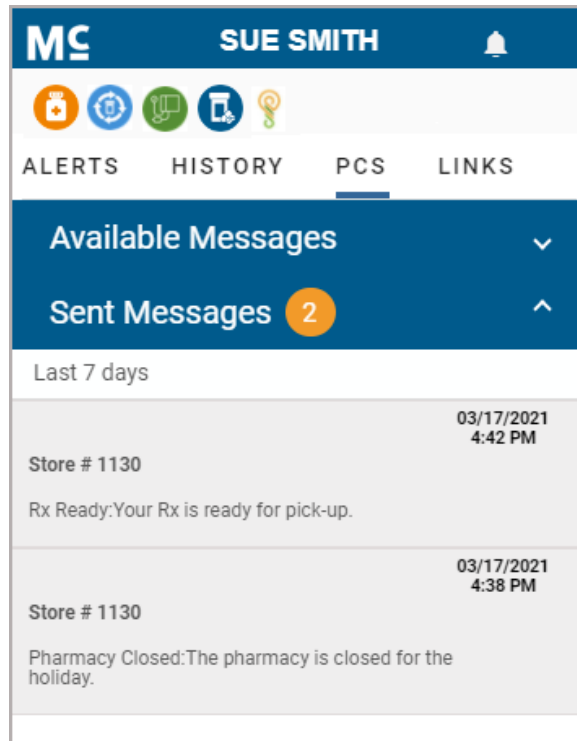 Mc SUE SMITH
ALERTS HISTORY PCS LINKS
Available Messages
Sent Messages 2
Last 7 days
03/17/2021
4:42 PM
Store # 1130
Rx Ready:Your Rx is ready for pick-up.
03/17/2021
4:38 PM
Store # 1130
Pharmacy Closed:The pharmacy is closed for the
holiday.